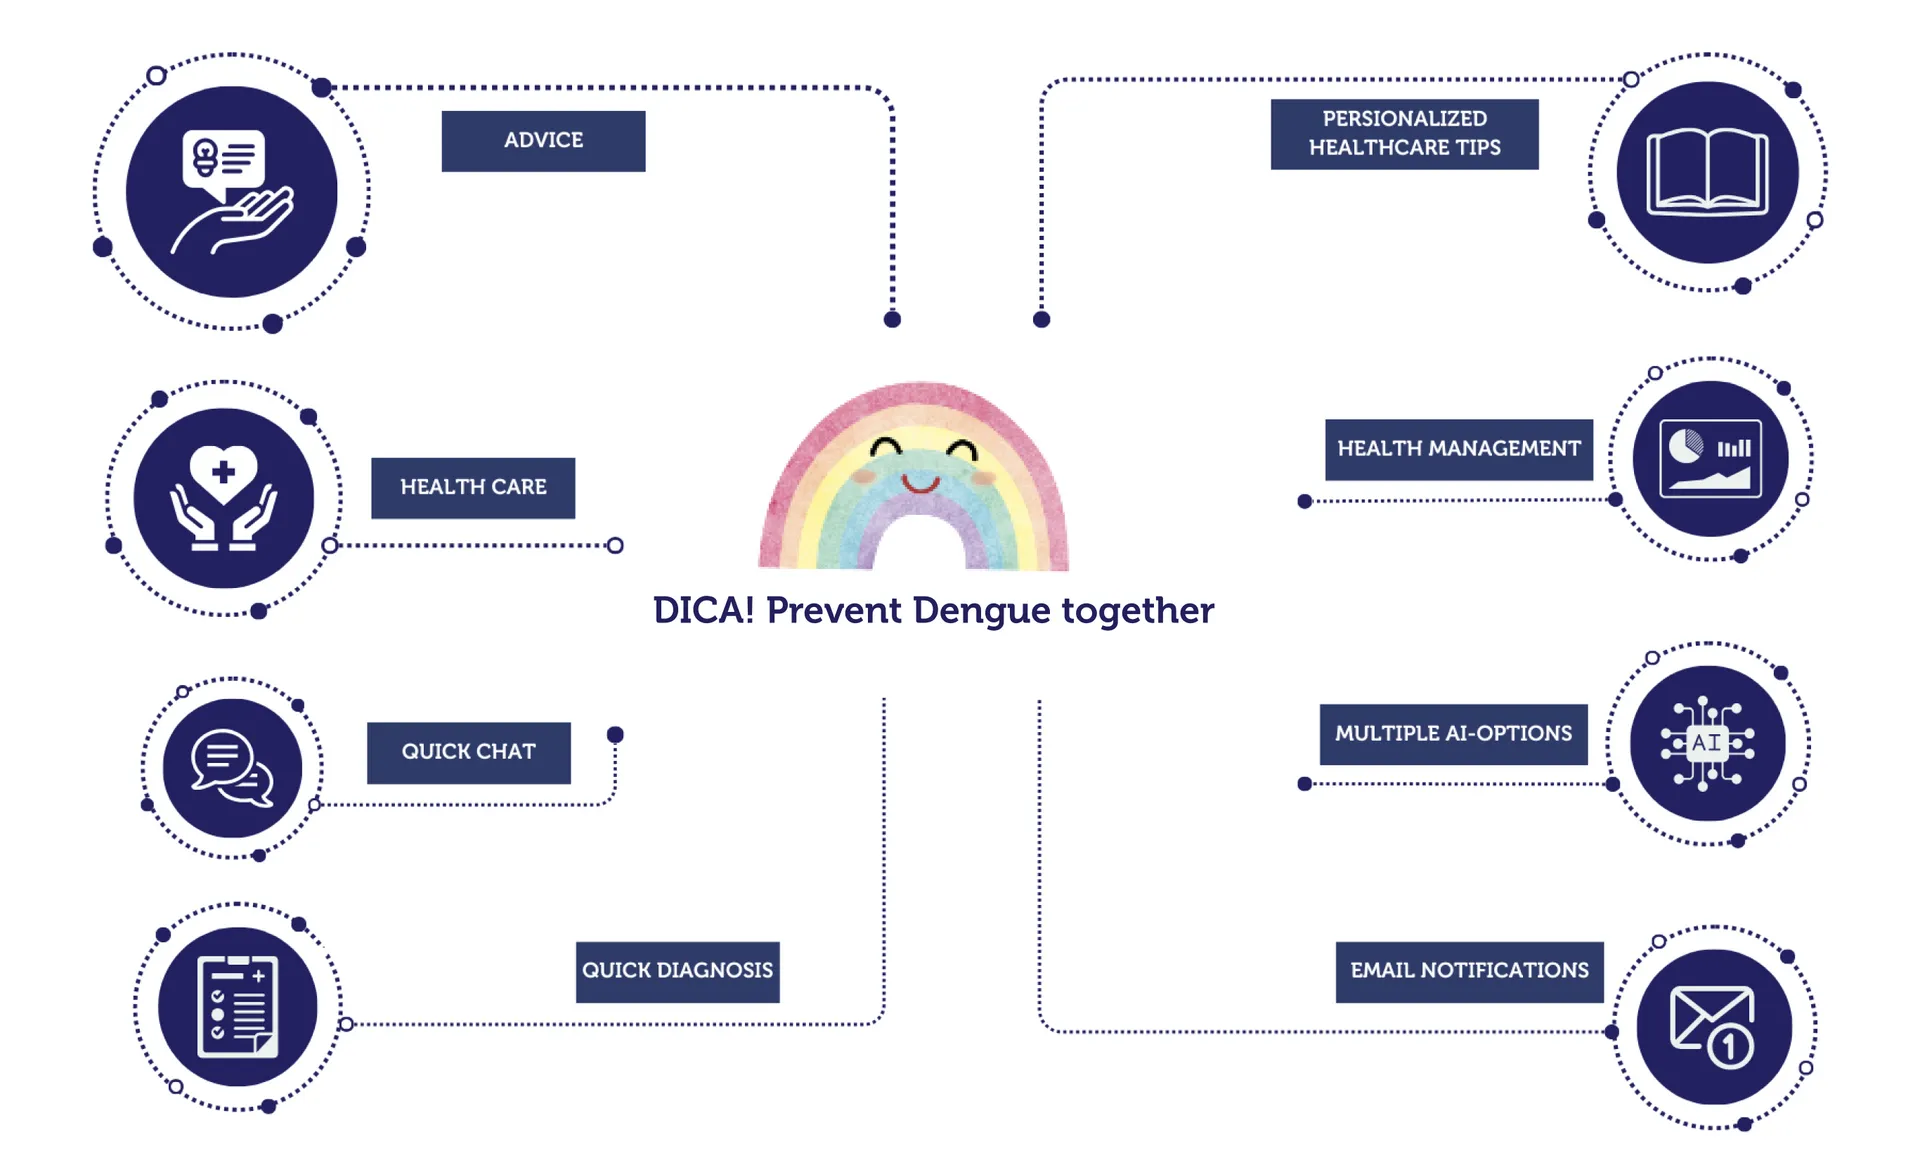 ADVICE
PERSIONALIZED
HEALTHCARE TIPS
HEALTH CARE
HEALTH MANAGEMENT
DICA! Prevent Dengue together
QUICK CHAT
MULTIPLE AI-OPTIONS
AI
QUICK DIAGNOSIS
EMAIL NOTIFICATIONS
1